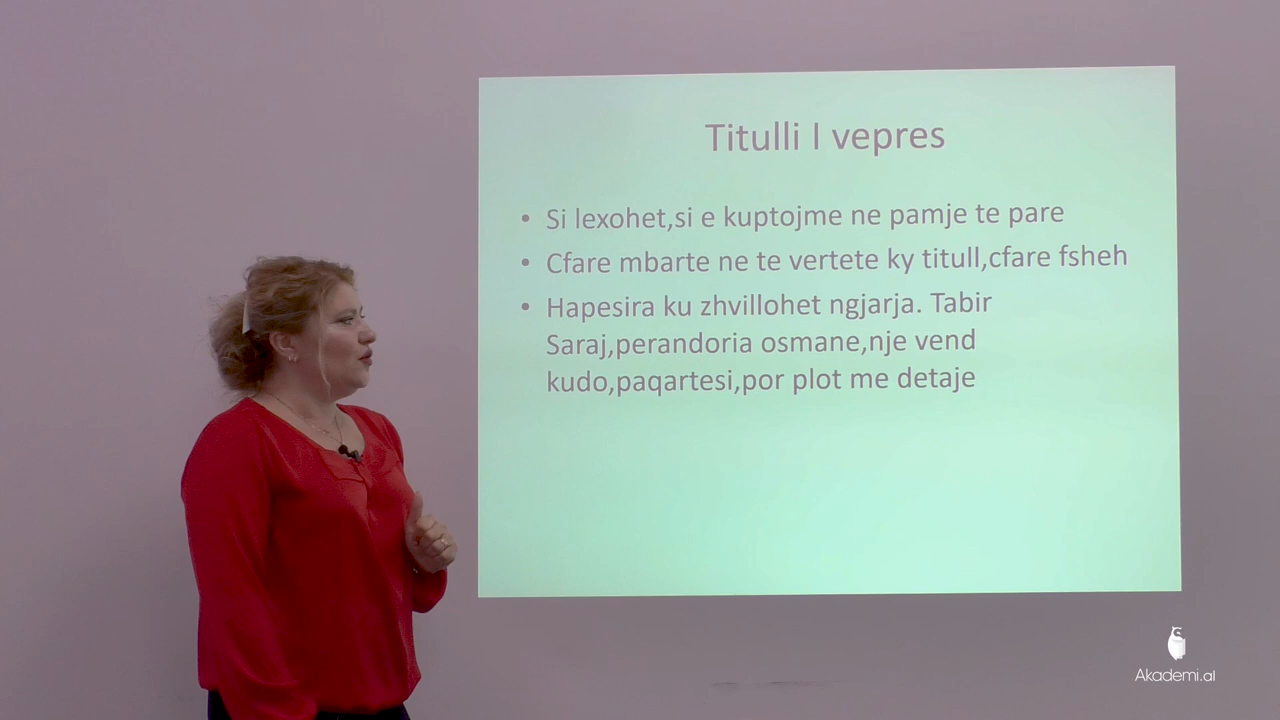 Titulli I vepres
• Si lexohet,si e kuptojme ne pamje te pare
• Cfare mbarte ne te vertete ky titull,cfare fsheh
• Hapesira ku zhvillohet ngjarja. Tabir
Saraj,perandoria osmane,nje vend
kudo,paqartesi,por plot me detaje
Akademi.al